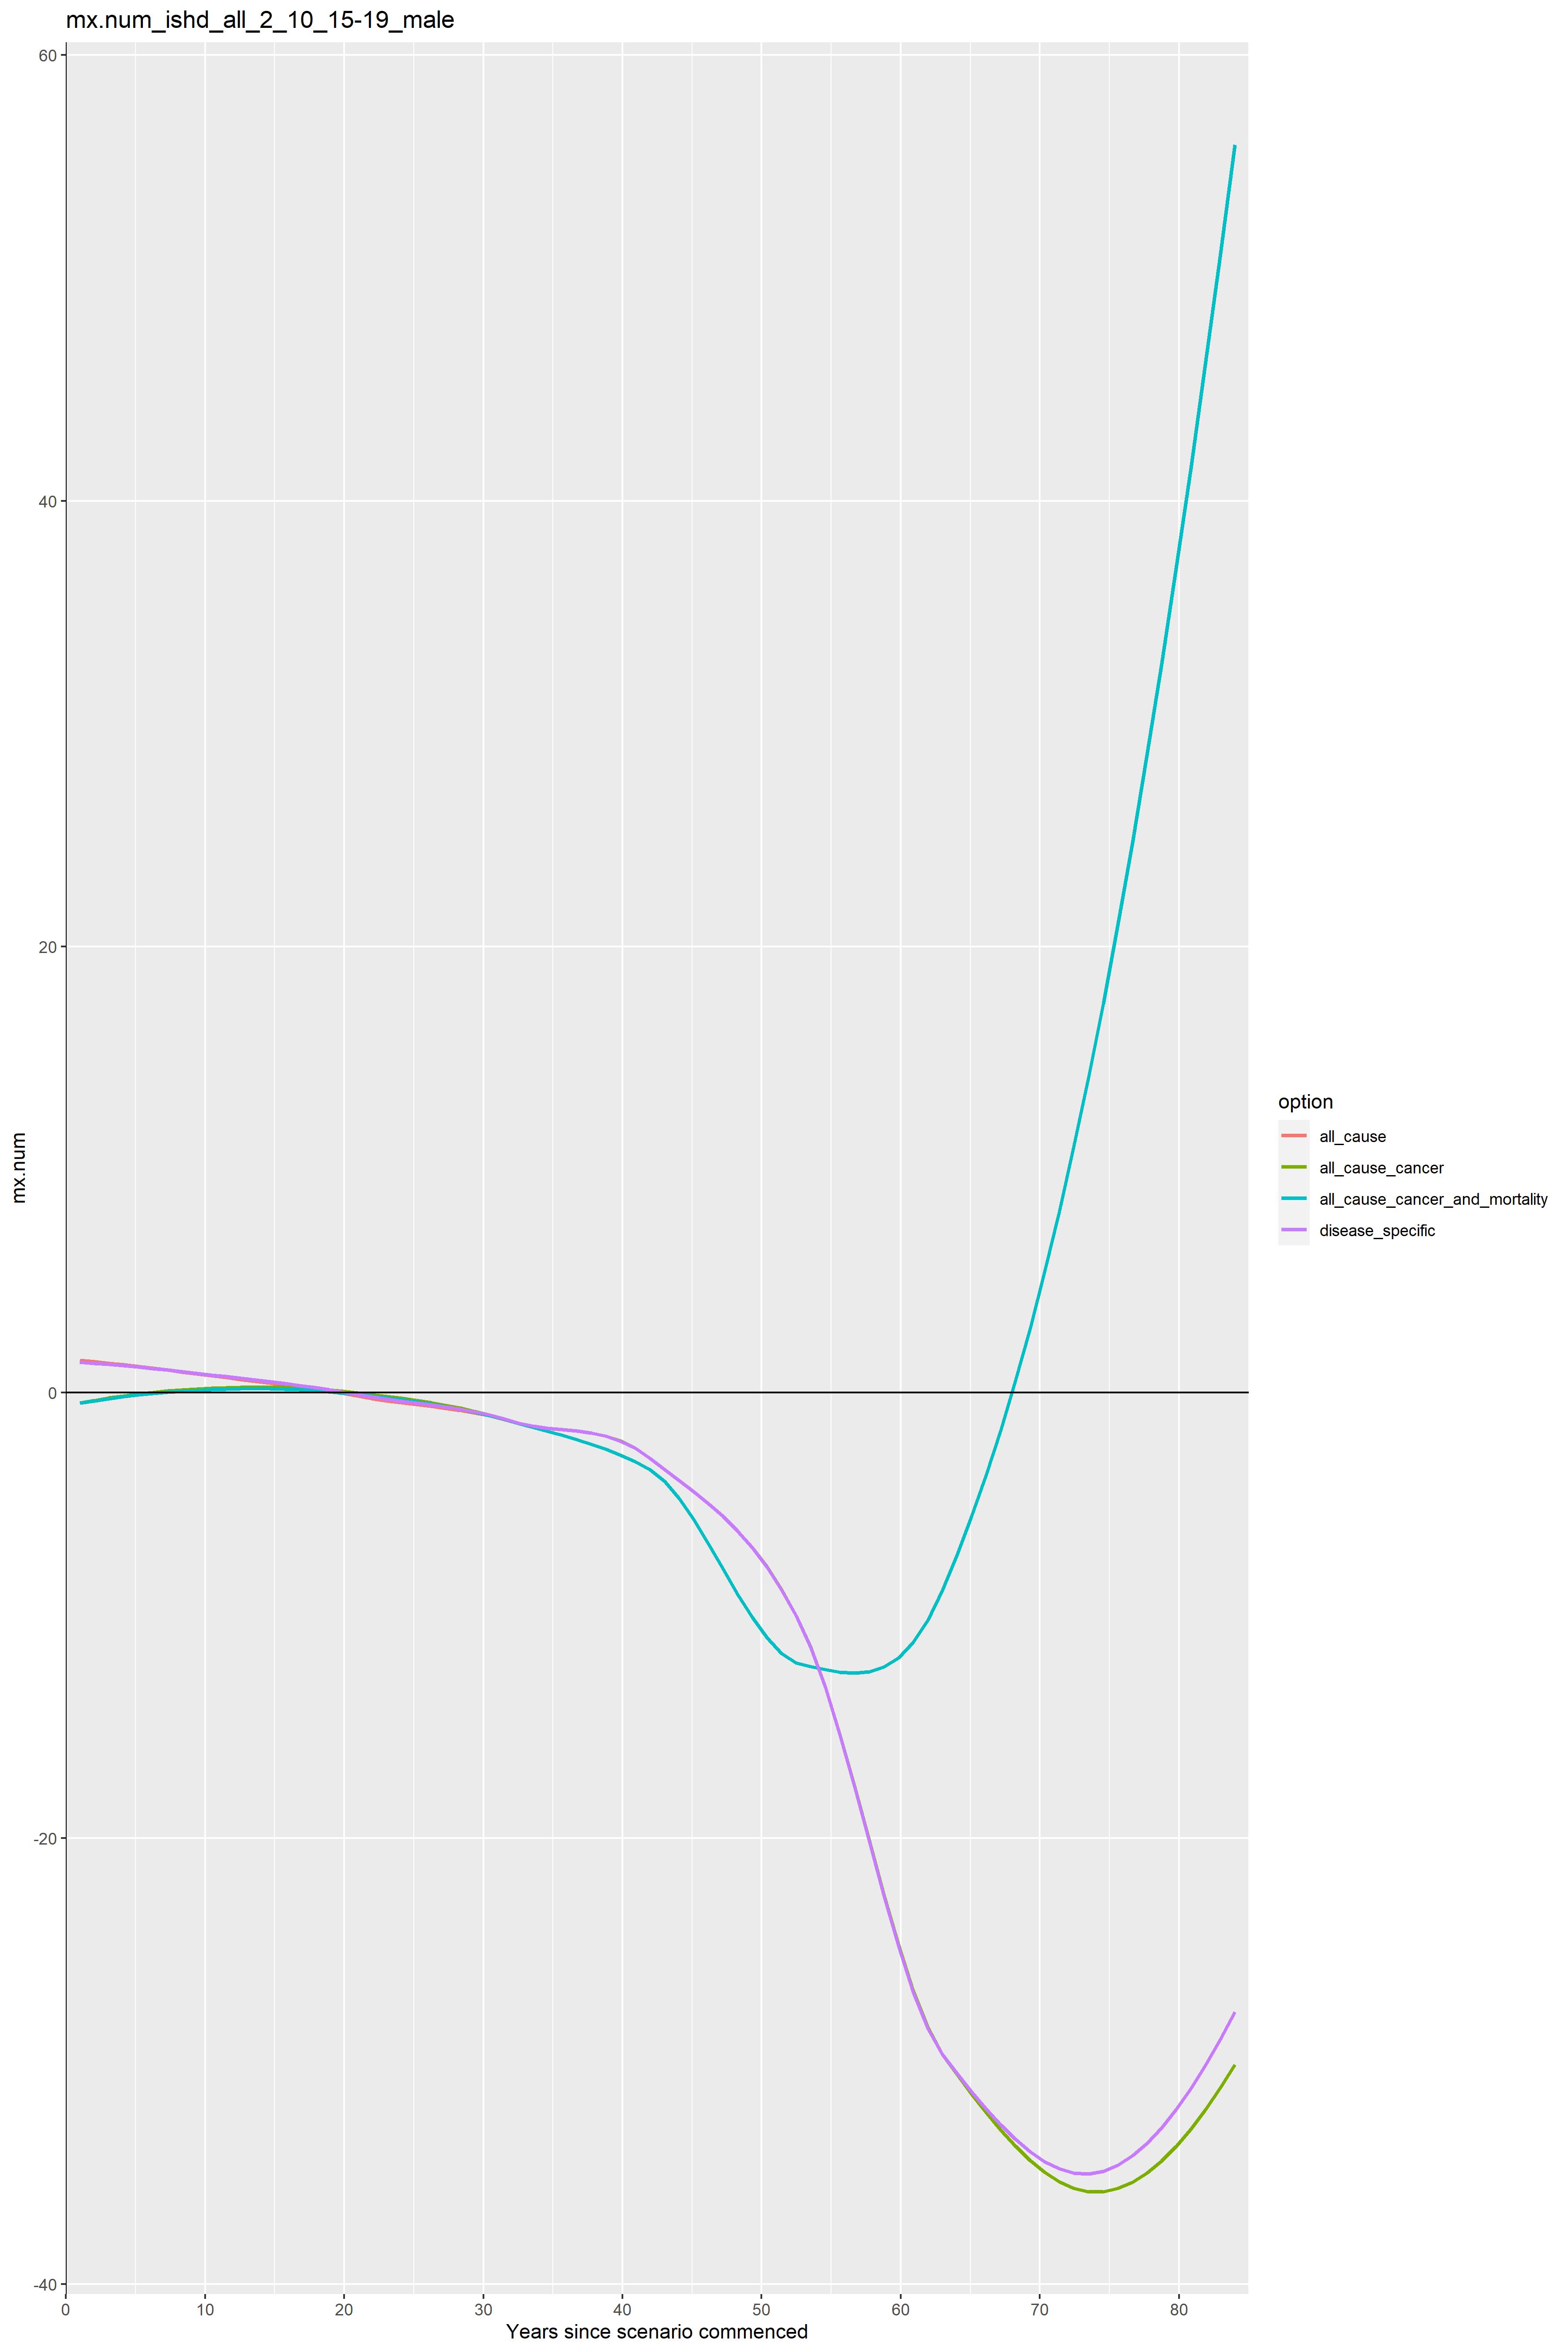 mx.num_ishd_all_2_10_15-19_male
60
40
20
0
-20
-40
mx.num
0 10 20 30 40 50 60 70 80
Years since scenario commenced
option
all_cause
all_cause_cancer
all_cause_cancer_and_mortality
disease_specific